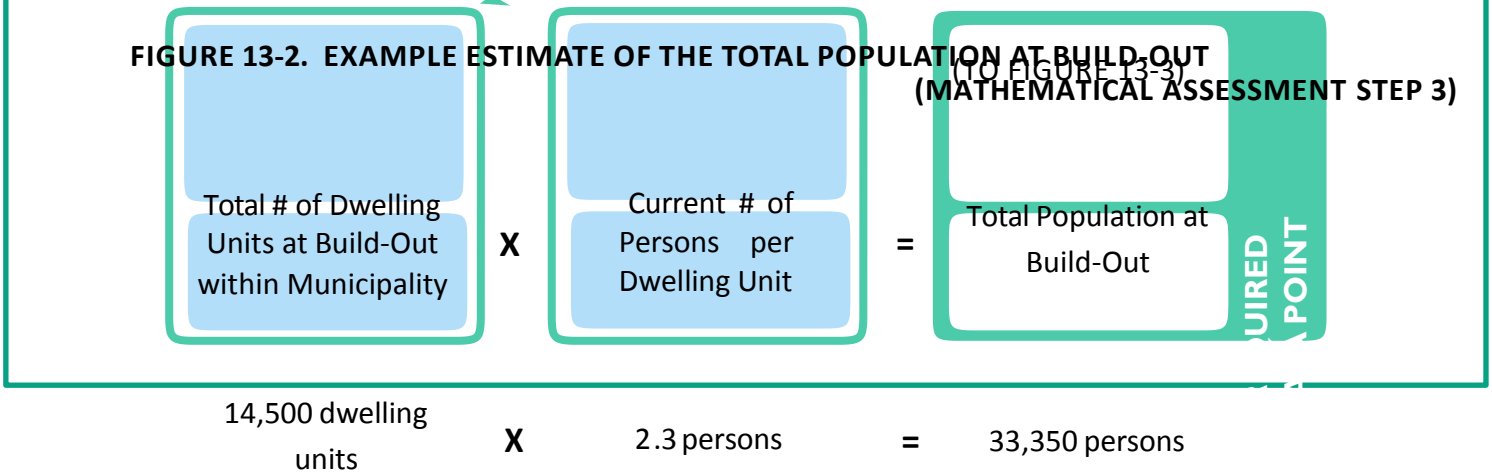 FIGURE 13-2. EXAMPLE ESTIMATE OF THE TOTAL POPULATION AT BUILD-OUT
(TO FIGURE 13-3)
(MATHEMATICAL ASSESSMENT STEP 3)
Total # of Dwelling
Units at Build-Out
within Municipality
X
Current # of
Persons per
Dwelling Unit
=
Total Population at
Build-Out
POINT
14,500 dwelling
units
X
2.3 persons
=
33,350 persons